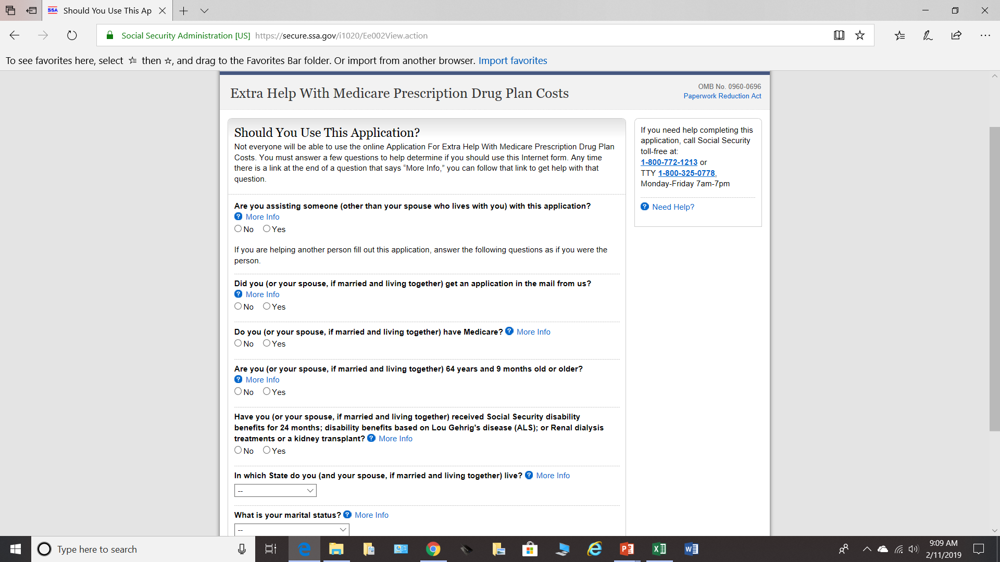 SSA Should You Use This Ap
Social Security Administration [US] https://secure.ssa.gov/i1020/Ee002View.action
To see favorites here, select then , and drag to the Favorites Bar folder. Or import from another browser. Import favorites
Extra Help With Medicare Prescription Drug Plan Costs
OMB No. 0960-0696
Paperwork Reduction Act
Should You Use This Application?
Not everyone will be able to use the online Application For Extra Help With Medicare Prescription Drug Plan
Costs. You must answer a few questions to help determine if you should use this Internet form. Any time
there is a link at the end of a question that says “More Info,” you can follow that link to get help with that
question.
Are you assisting someone (other than your spouse who lives with you) with this application?
? More Info
No Yes
If you are helping another person fill out this application, answer the following questions as if you were the
person.
Did you (or your spouse, if married and living together) get an application in the mail from us?
? More Info
No Yes
Do you (or your spouse, if married and living together) have Medicare? ? More Info
No Yes
Are you (or your spouse, if married and living together) 64 years and 9 months old or older?
? More Info
No Yes
Have you (or your spouse, if married and living together) received Social Security disability
benefits for 24 months; disability benefits based on Lou Gehrig's disease (ALS); or Renal dialysis
treatments or a kidney transplant? ? More Info
No Yes
In which State do you (and your spouse, if married and living together) live? ? More Info
--
What is your marital status? ? More Info
--
If you need help completing this
application, call Social Security
toll-free at:
1-800-772-1213 or
TTY 1-800-325-0778,
Monday-Friday 7am-7pm
? Need Help?
Type here to search
9:09 AM
2/11/2019